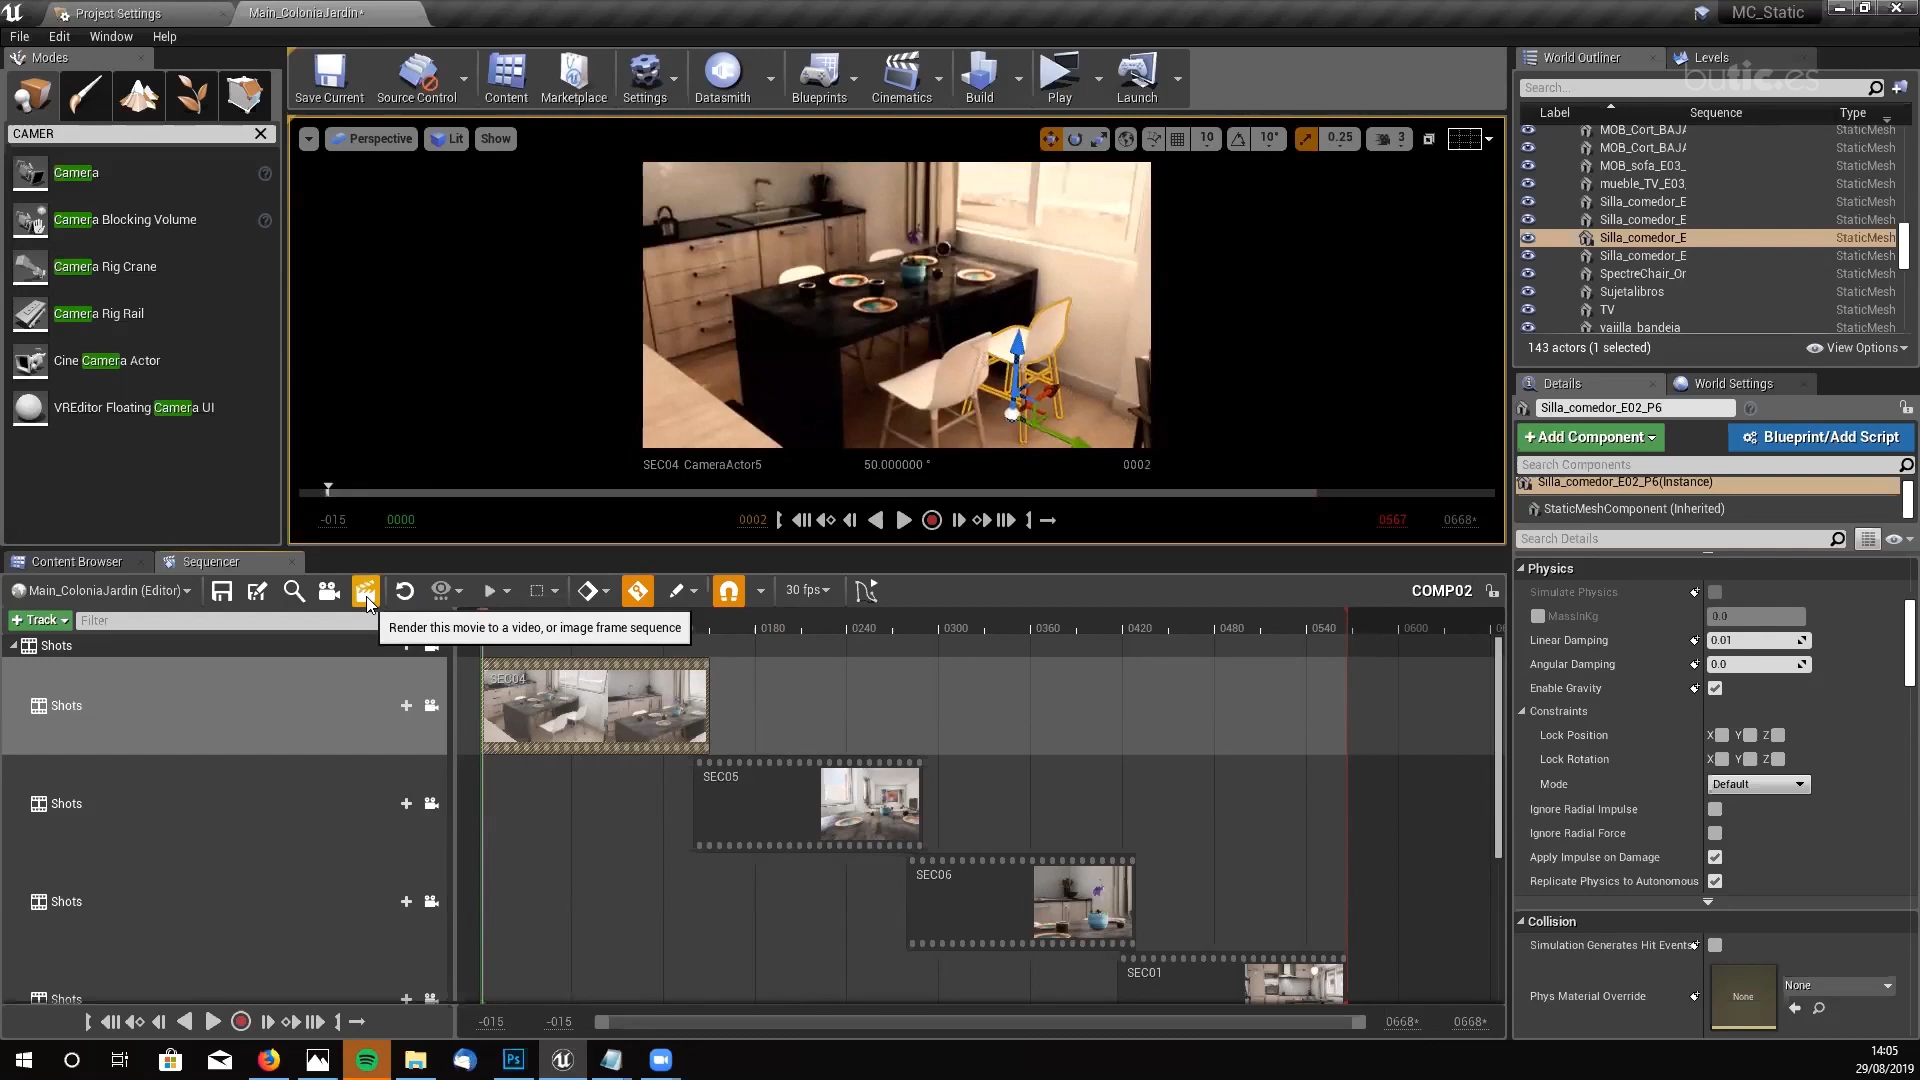 Project Settings
Main_ColoniaJardin*
MC_Static
File
Edit
Window
Help
Modes
Save Current
Source Control
Content
Marketplace
Settings
Datasmith
Blueprints
Cinematics
Build
Play
Launch
World Outliner
Levels
butic.es
Search...
CAMER
Label
Sequence
Type
Perspective
Lit
Show
10
10°
0.25
3
MOB_Cort_BAJA
StaticMesh
MOB_Cort_BAJA
StaticMesh
MOB_sofa_E03_
StaticMesh
mueble_TV_E03_
StaticMesh
Silla_comedor_E
StaticMesh
Silla_comedor_E
StaticMesh
Silla_comedor_E
StaticMesh
Silla_comedor_E
StaticMesh
SpectreChair_Or
StaticMesh
Sujetalibros
StaticMesh
TV
StaticMesh
vajilla_bandeja
StaticMesh
143 actors (1 selected)
View Options
Camera
Camera Blocking Volume
Camera Rig Crane
Camera Rig Rail
Cine Camera Actor
VREditor Floating Camera UI
SEC04 CameraActor5
50.000000 °
0002
-015
0000
0002
0567
0668*
Details
World Settings
Silla_comedor_E02_P6
+Add Component
Blueprint/Add Script
Search Components
Silla_comedor_E02_P6(Instance)
StaticMeshComponent (Inherited)
Search Details
Content Browser
Sequencer
Main_ColoniaJardin (Editor)
30 fps
COMP02
+ Track
Filter
Render this movie to a video, or image frame sequence
0180
0240
0300
0360
0420
0480
0540
0600
Shots
Shots
SEC04
Shots
SEC05
Shots
SEC06
Shots
SEC01
-015
-015
0668*
0668*
Physics
Simulate Physics
MassInKg
0.0
Linear Damping
0.01
Angular Damping
0.0
Enable Gravity
Constraints
Lock Position
X
Y
Z
Lock Rotation
X
Y
Z
Mode
Default
Ignore Radial Impulse
Ignore Radial Force
Apply Impulse on Damage
Replicate Physics to Autonomous
Collision
Simulation Generates Hit Events
Phys Material Override
None
None
14:05
29/08/2019